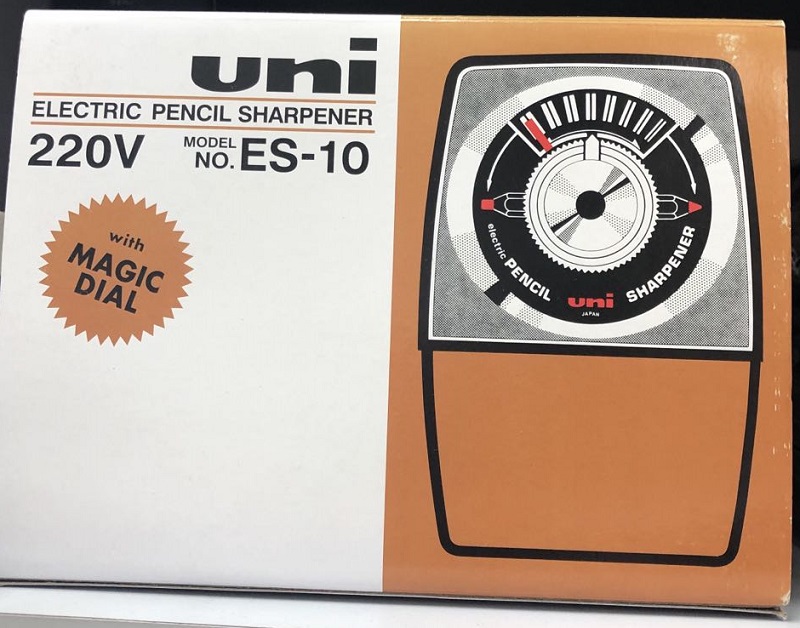 uni
ELECTRIC PENCIL SHARPENER
220V MODEL NO. ES-10
with
MAGIC
DIAL
electric PENCIL uni SHARPENER
JAPAN